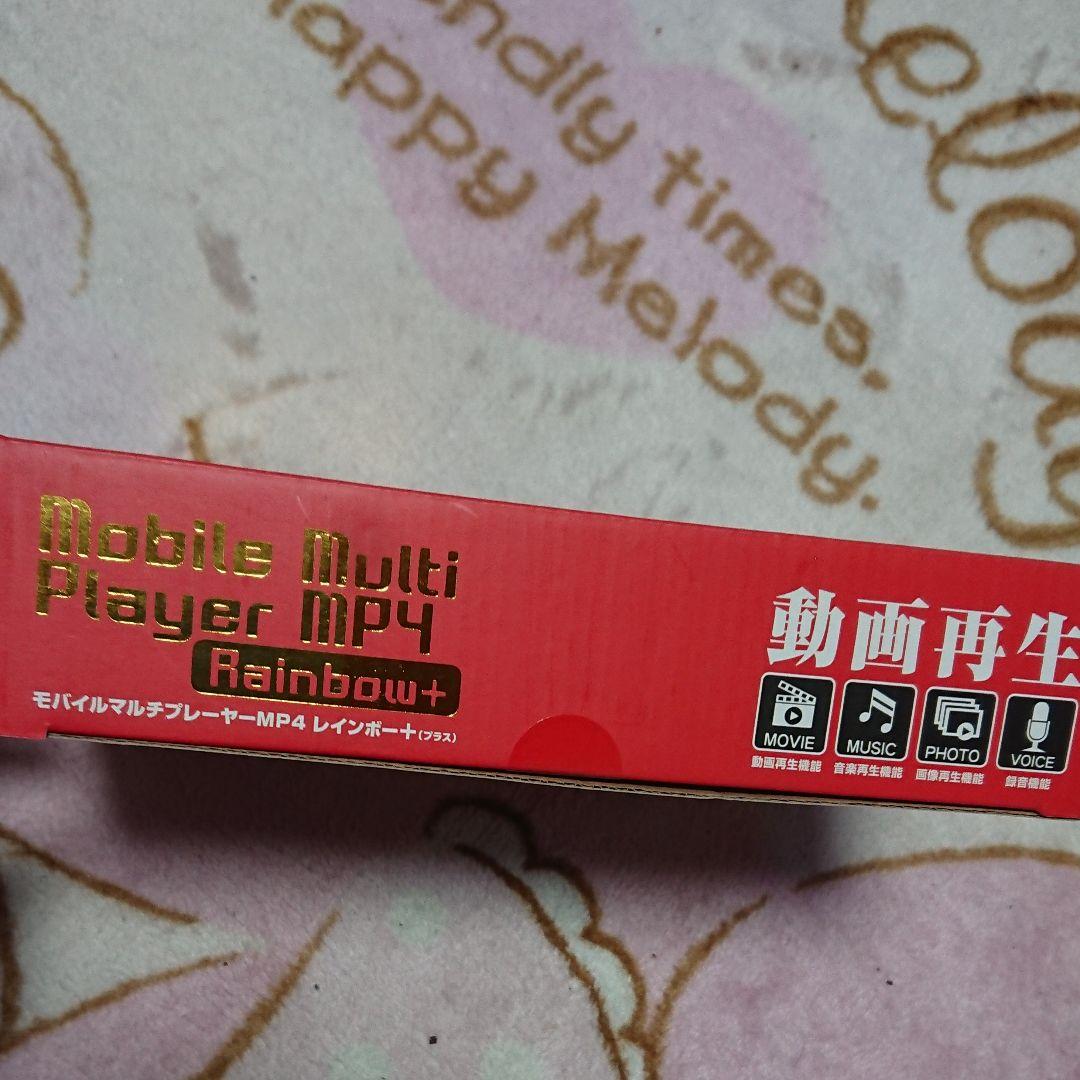 ndly times.
happy Melody.
Melody
Mobile Multi
Player MP4
Rainbow+
モバイルマルチプレーヤーMP4 レインボー+(プラス)
動画再生
MOVIE
動画再生機能
MUSIC
音楽再生機能
PHOTO
画像再生機能
VOICE
録音機能